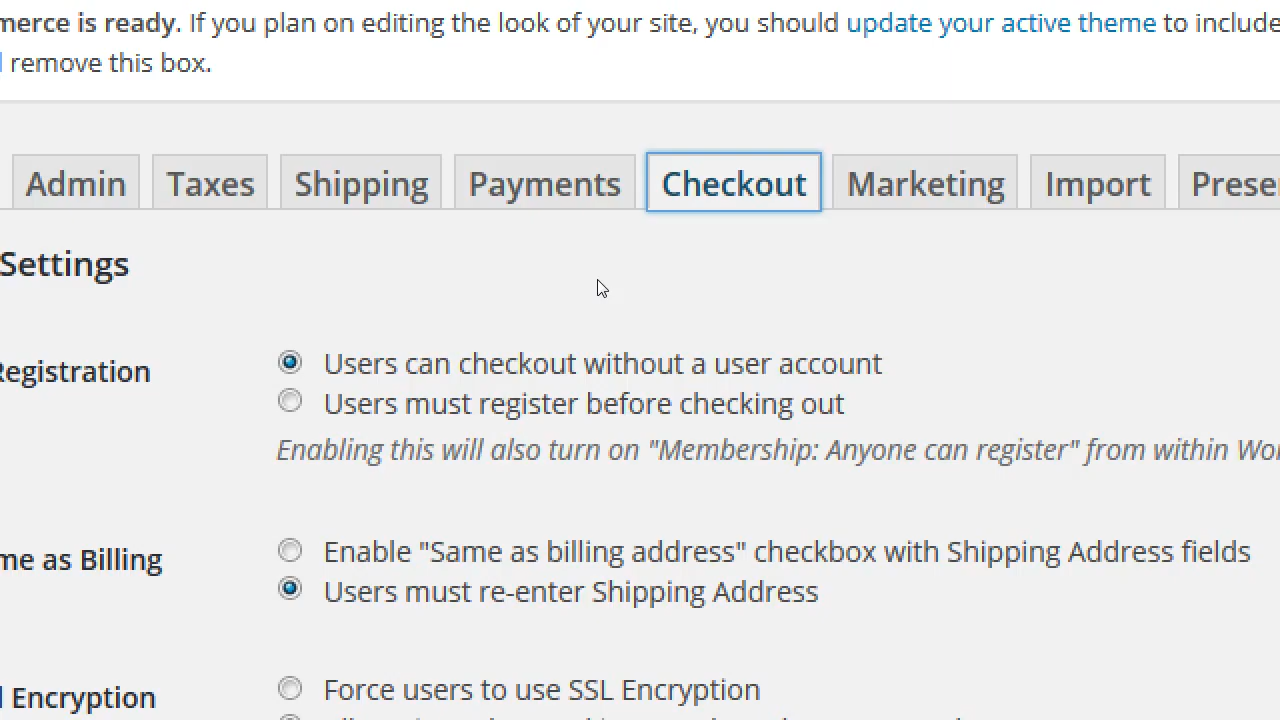 merce is ready. If you plan on editing the look of your site, you should update your active theme to include
remove this box.
Admin Taxes Shipping Payments Checkout Marketing Import Prese
Settings
Registration
Users can checkout without a user account
Users must register before checking out
Enabling this will also turn on "Membership: Anyone can register" from within Wor
me as Billing
Enable "Same as billing address" checkbox with Shipping Address fields
Users must re-enter Shipping Address
Encryption
Force users to use SSL Encryption